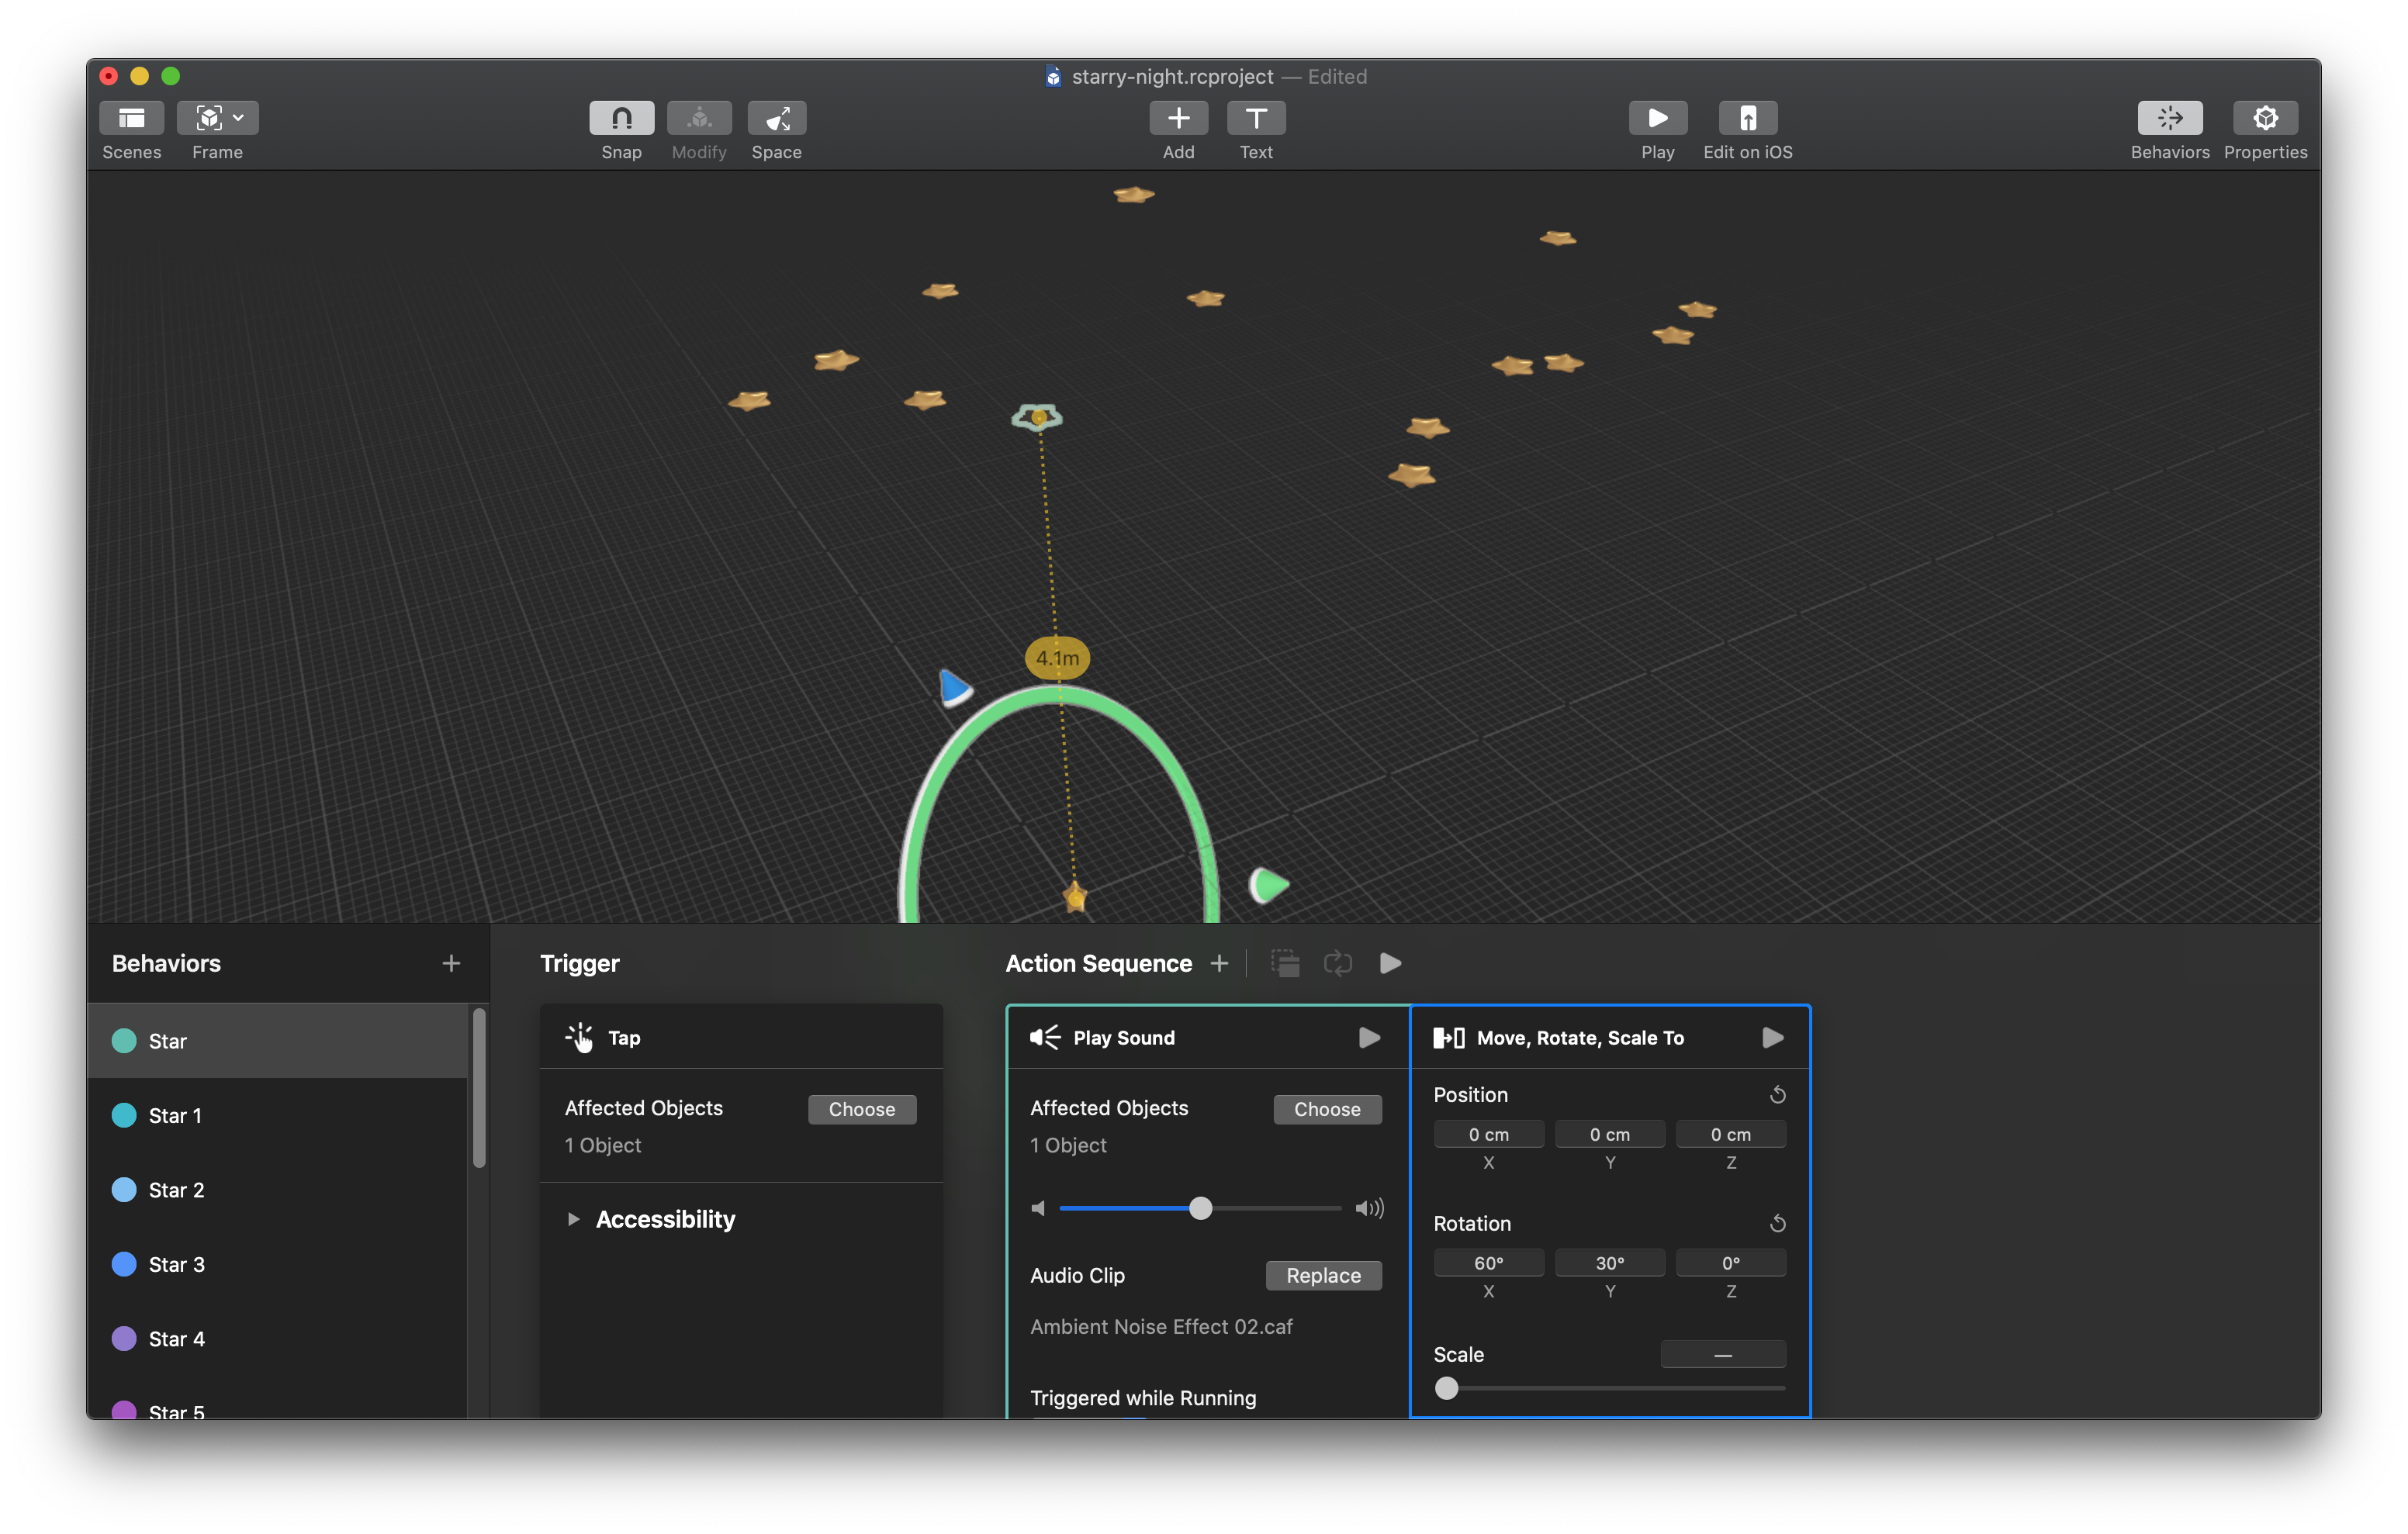 starry-night.rcproject — Edited
Scenes Frame Snap Modify Space Add Text Play Edit on iOS Behaviors Properties
4.1m
Behaviors
Star
Star 1
Star 2
Star 3
Star 4
Star 5
Trigger
Tap
Affected Objects Choose
1 Object
Accessibility
Action Sequence
Play Sound
Affected Objects Choose
1 Object
Audio Clip Replace
Ambient Noise Effect 02.caf
Triggered while Running
Move, Rotate, Scale To
Position
0 cm 0 cm 0 cm
X Y Z
Rotation
60° 30° 0°
X Y Z
Scale —